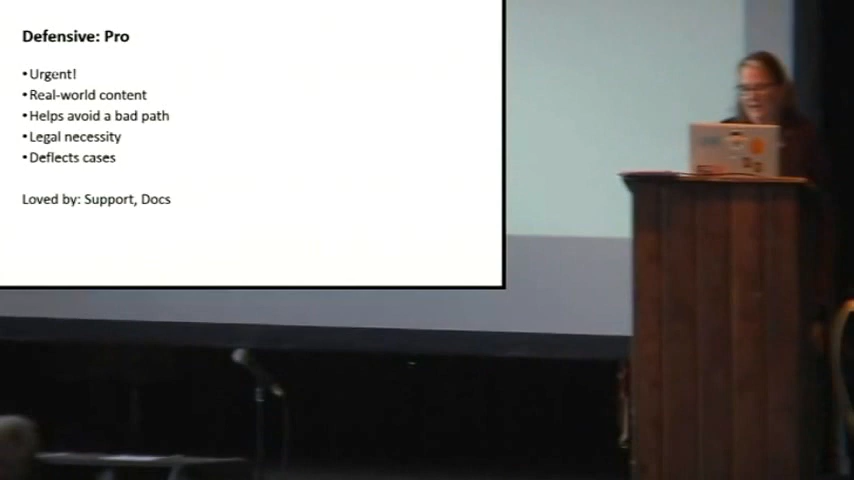 Defensive: Pro
•Urgent!
•Real-world content
•Helps avoid a bad path
•Legal necessity
•Deflects cases
Loved by: Support, Docs